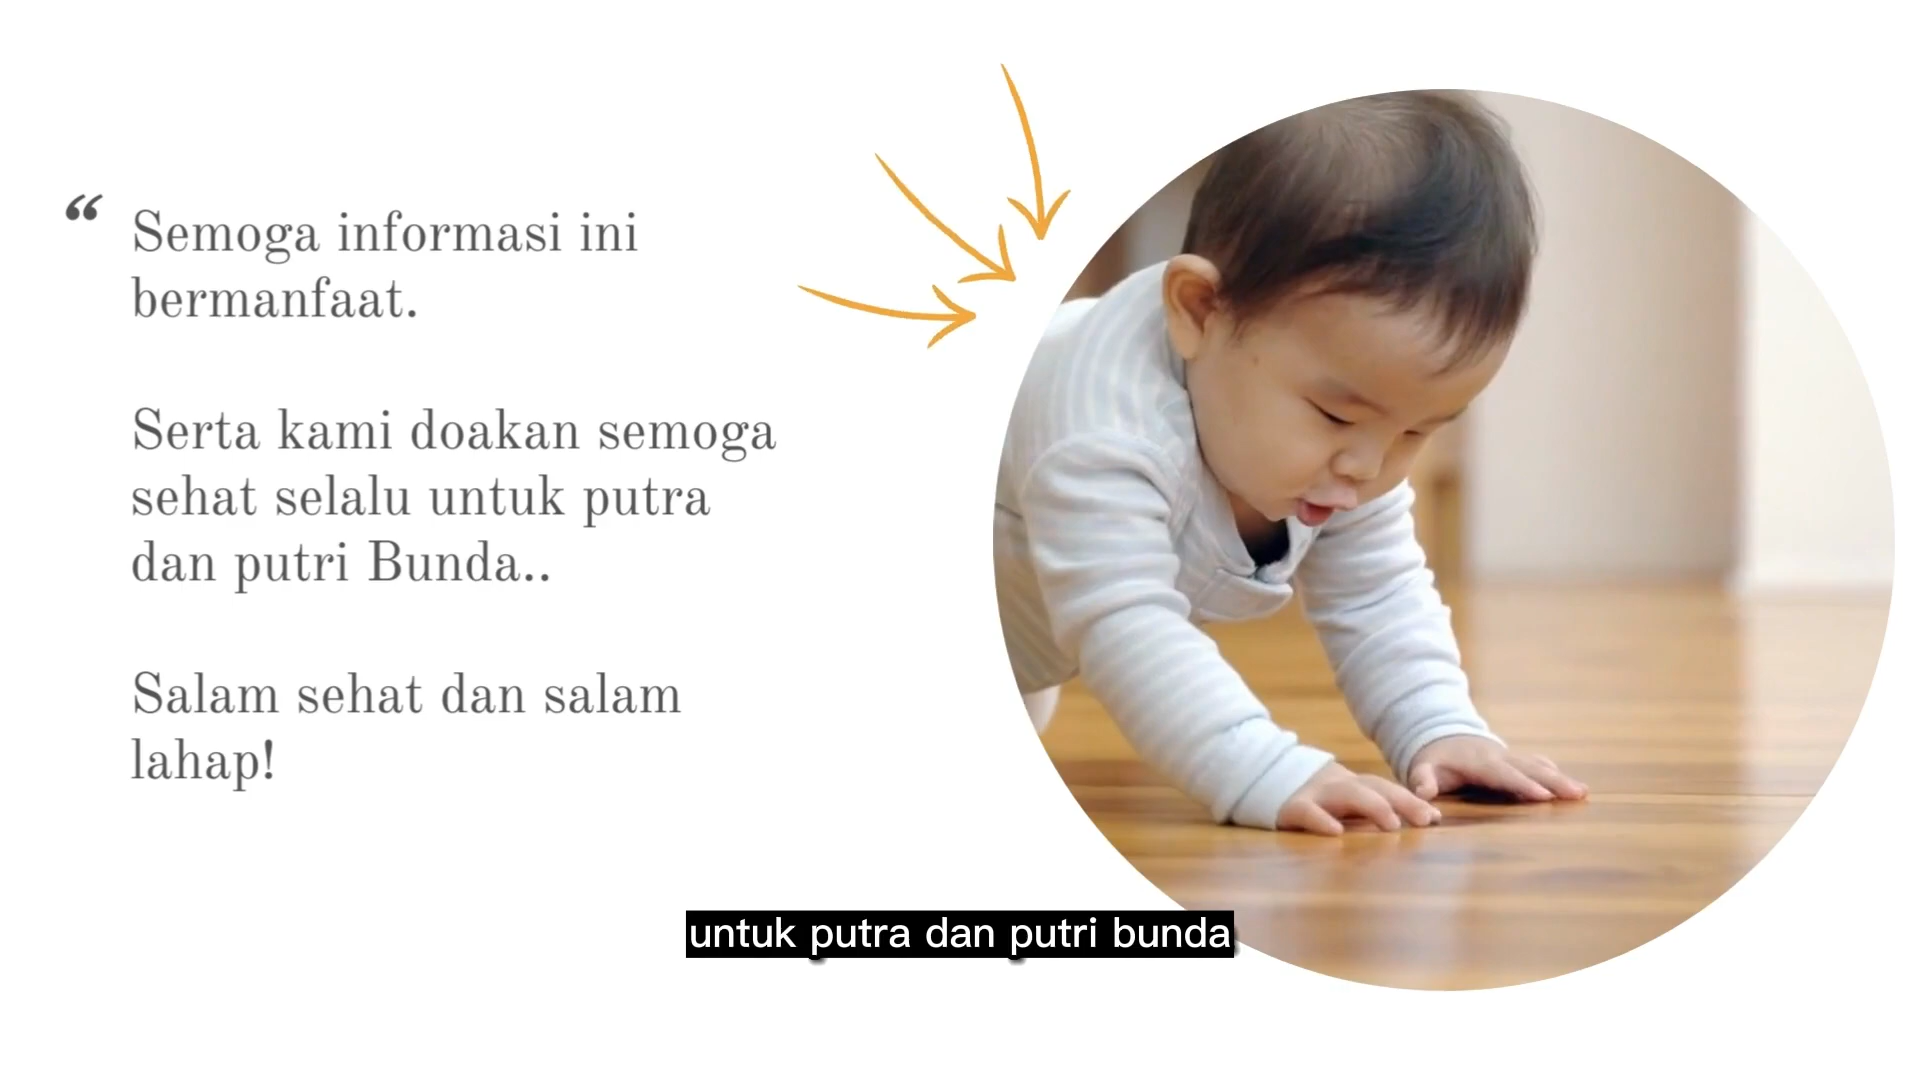 “ Semoga informasi ini
bermanfaat.
Serta kami doakan semoga
sehat selalu untuk putra
dan putri Bunda..
Salam sehat dan salam
lahap!
untuk putra dan putri bunda